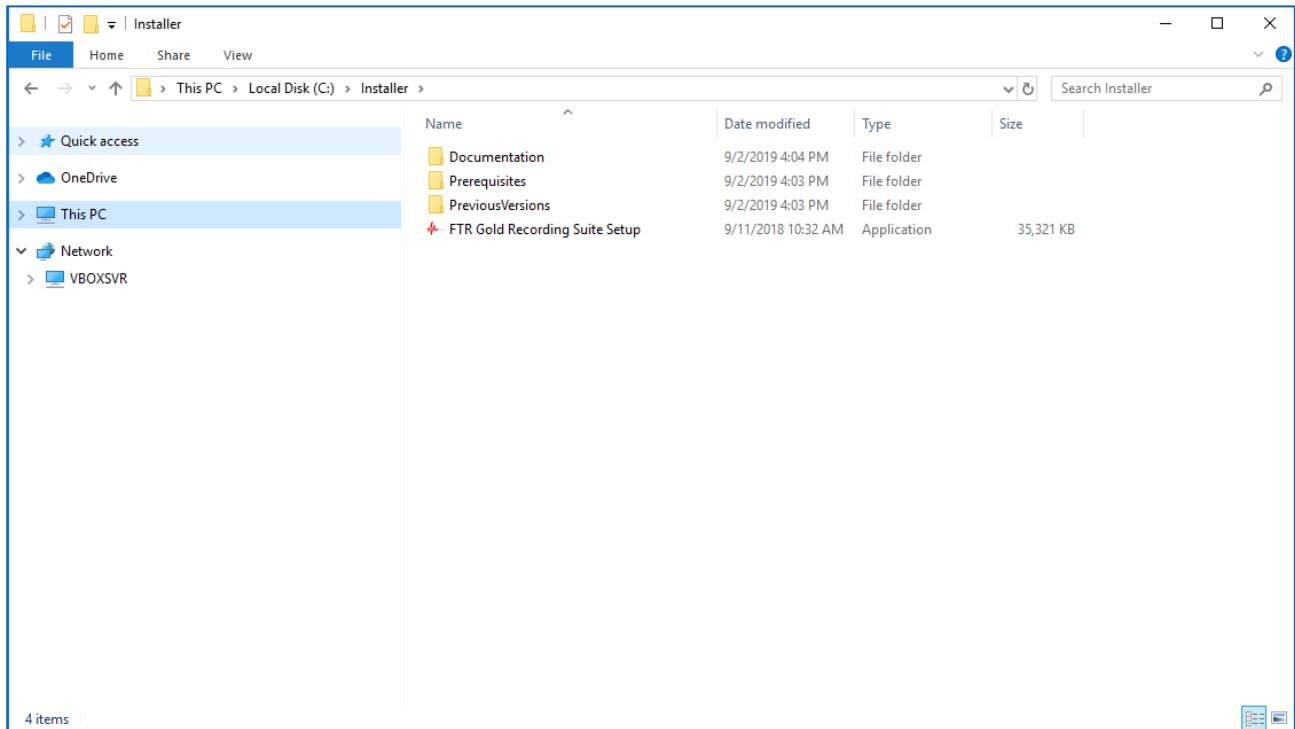 Installer
File Home Share View
This PC Local Disk (C:) Installer Search Installer
Name Date modified Type Size
Quick access
OneDrive
This PC
Network
VBOXSVR
Documentation 9/2/2019 4:04 PM File folder
Prerequisites 9/2/2019 4:03 PM File folder
PreviousVersions 9/2/2019 4:03 PM File folder
FTR Gold Recording Suite Setup 9/11/2018 10:32 AM Application 35,321 KB
4 items